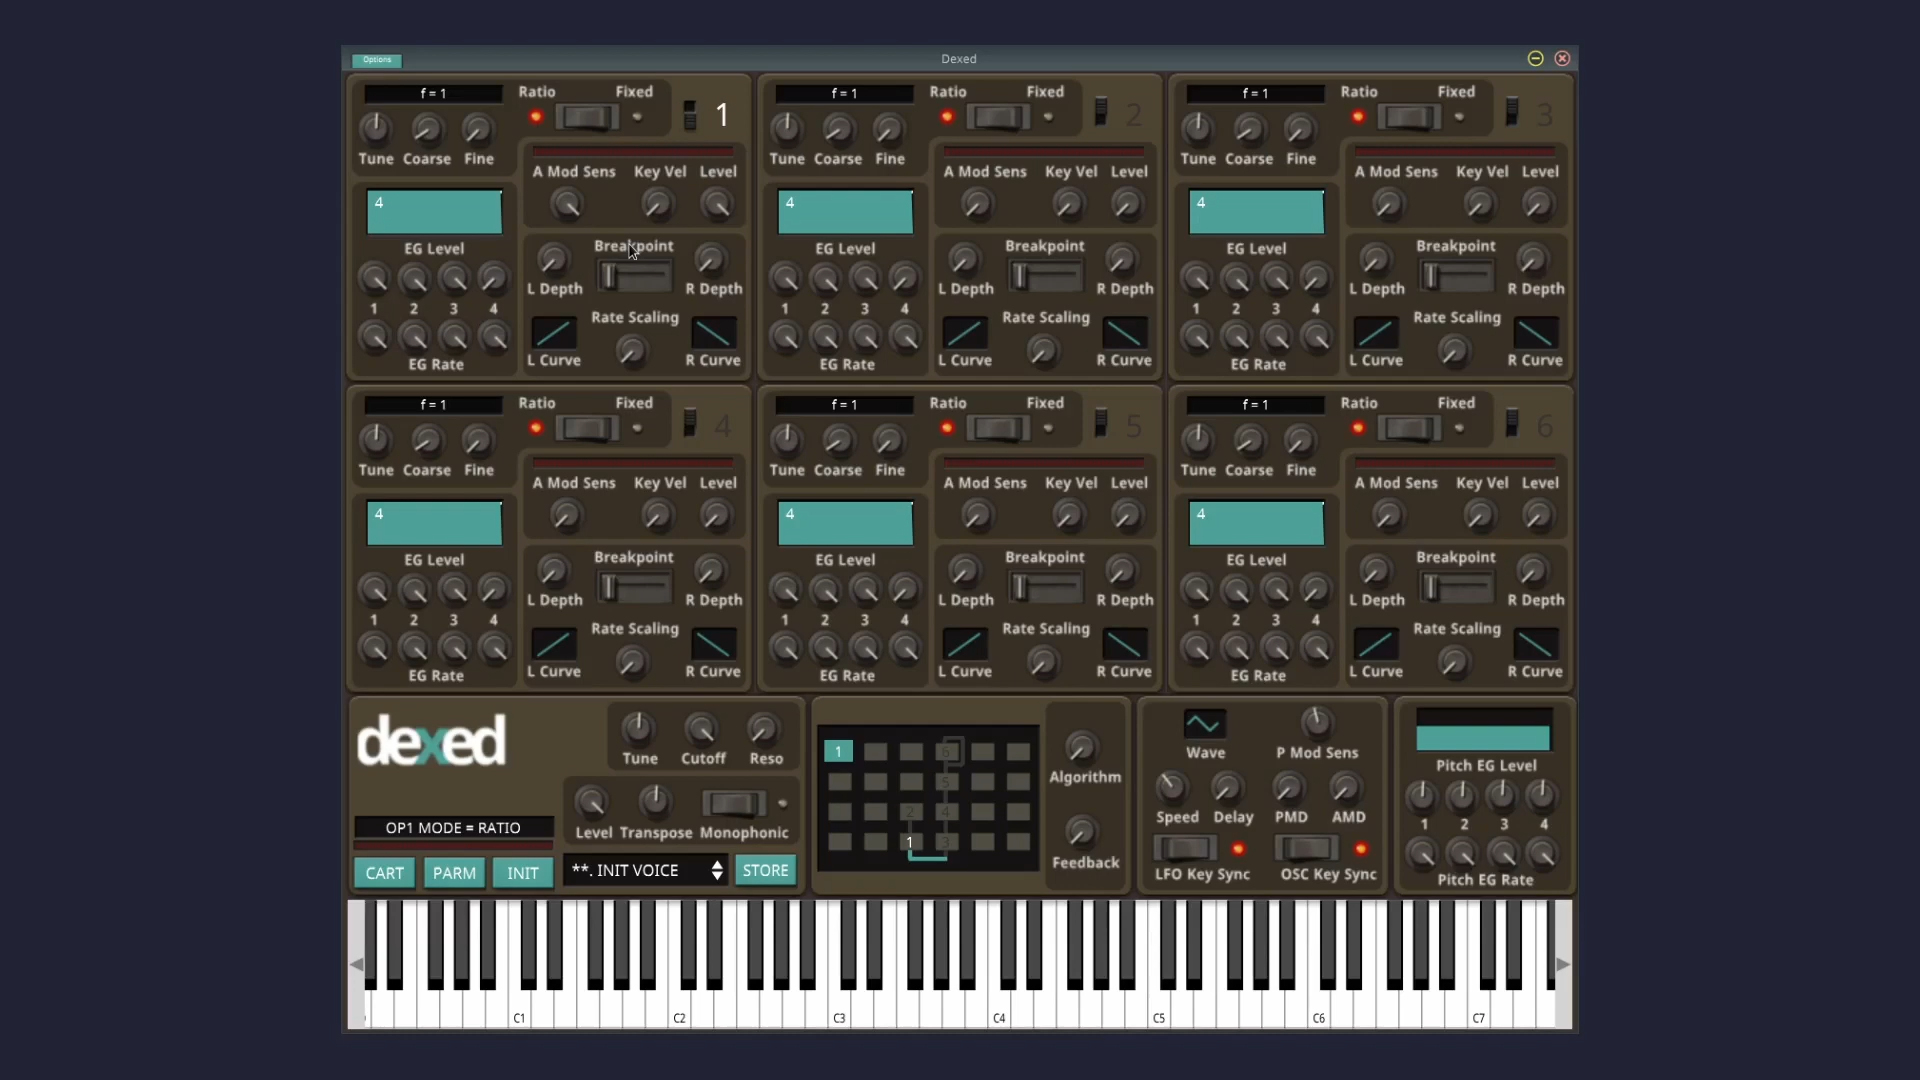 Options
Dexed
f = 1
Ratio
Fixed
1
Tune
Coarse
Fine
A Mod Sens
Key Vel
Level
4
EG Level
Breakpoint
L Depth
R Depth
1 2 3 4
Rate Scaling
L Curve
R Curve
EG Rate
f = 1
Ratio
Fixed
2
Tune
Coarse
Fine
A Mod Sens
Key Vel
Level
4
EG Level
Breakpoint
L Depth
R Depth
1 2 3 4
Rate Scaling
L Curve
R Curve
EG Rate
f = 1
Ratio
Fixed
3
Tune
Coarse
Fine
A Mod Sens
Key Vel
Level
4
EG Level
Breakpoint
L Depth
R Depth
1 2 3 4
Rate Scaling
L Curve
R Curve
EG Rate
f = 1
Ratio
Fixed
4
Tune
Coarse
Fine
A Mod Sens
Key Vel
Level
4
EG Level
Breakpoint
L Depth
R Depth
1 2 3 4
Rate Scaling
L Curve
R Curve
EG Rate
f = 1
Ratio
Fixed
5
Tune
Coarse
Fine
A Mod Sens
Key Vel
Level
4
EG Level
Breakpoint
L Depth
R Depth
1 2 3 4
Rate Scaling
L Curve
R Curve
EG Rate
f = 1
Ratio
Fixed
6
Tune
Coarse
Fine
A Mod Sens
Key Vel
Level
4
EG Level
Breakpoint
L Depth
R Depth
1 2 3 4
Rate Scaling
L Curve
R Curve
EG Rate
dexed
Tune
Cutoff
Reso
Level
Transpose
Monophonic
OP1 MODE = RATIO
CART
PARM
INIT
**. INIT VOICE
STORE
1
6
5
2 4
1 3
Algorithm
Feedback
Wave
P Mod Sens
Speed
Delay
PMD
AMD
LFO Key Sync
OSC Key Sync
Pitch EG Level
1 2 3 4
Pitch EG Rate
C1 C2 C3 C4 C5 C6 C7